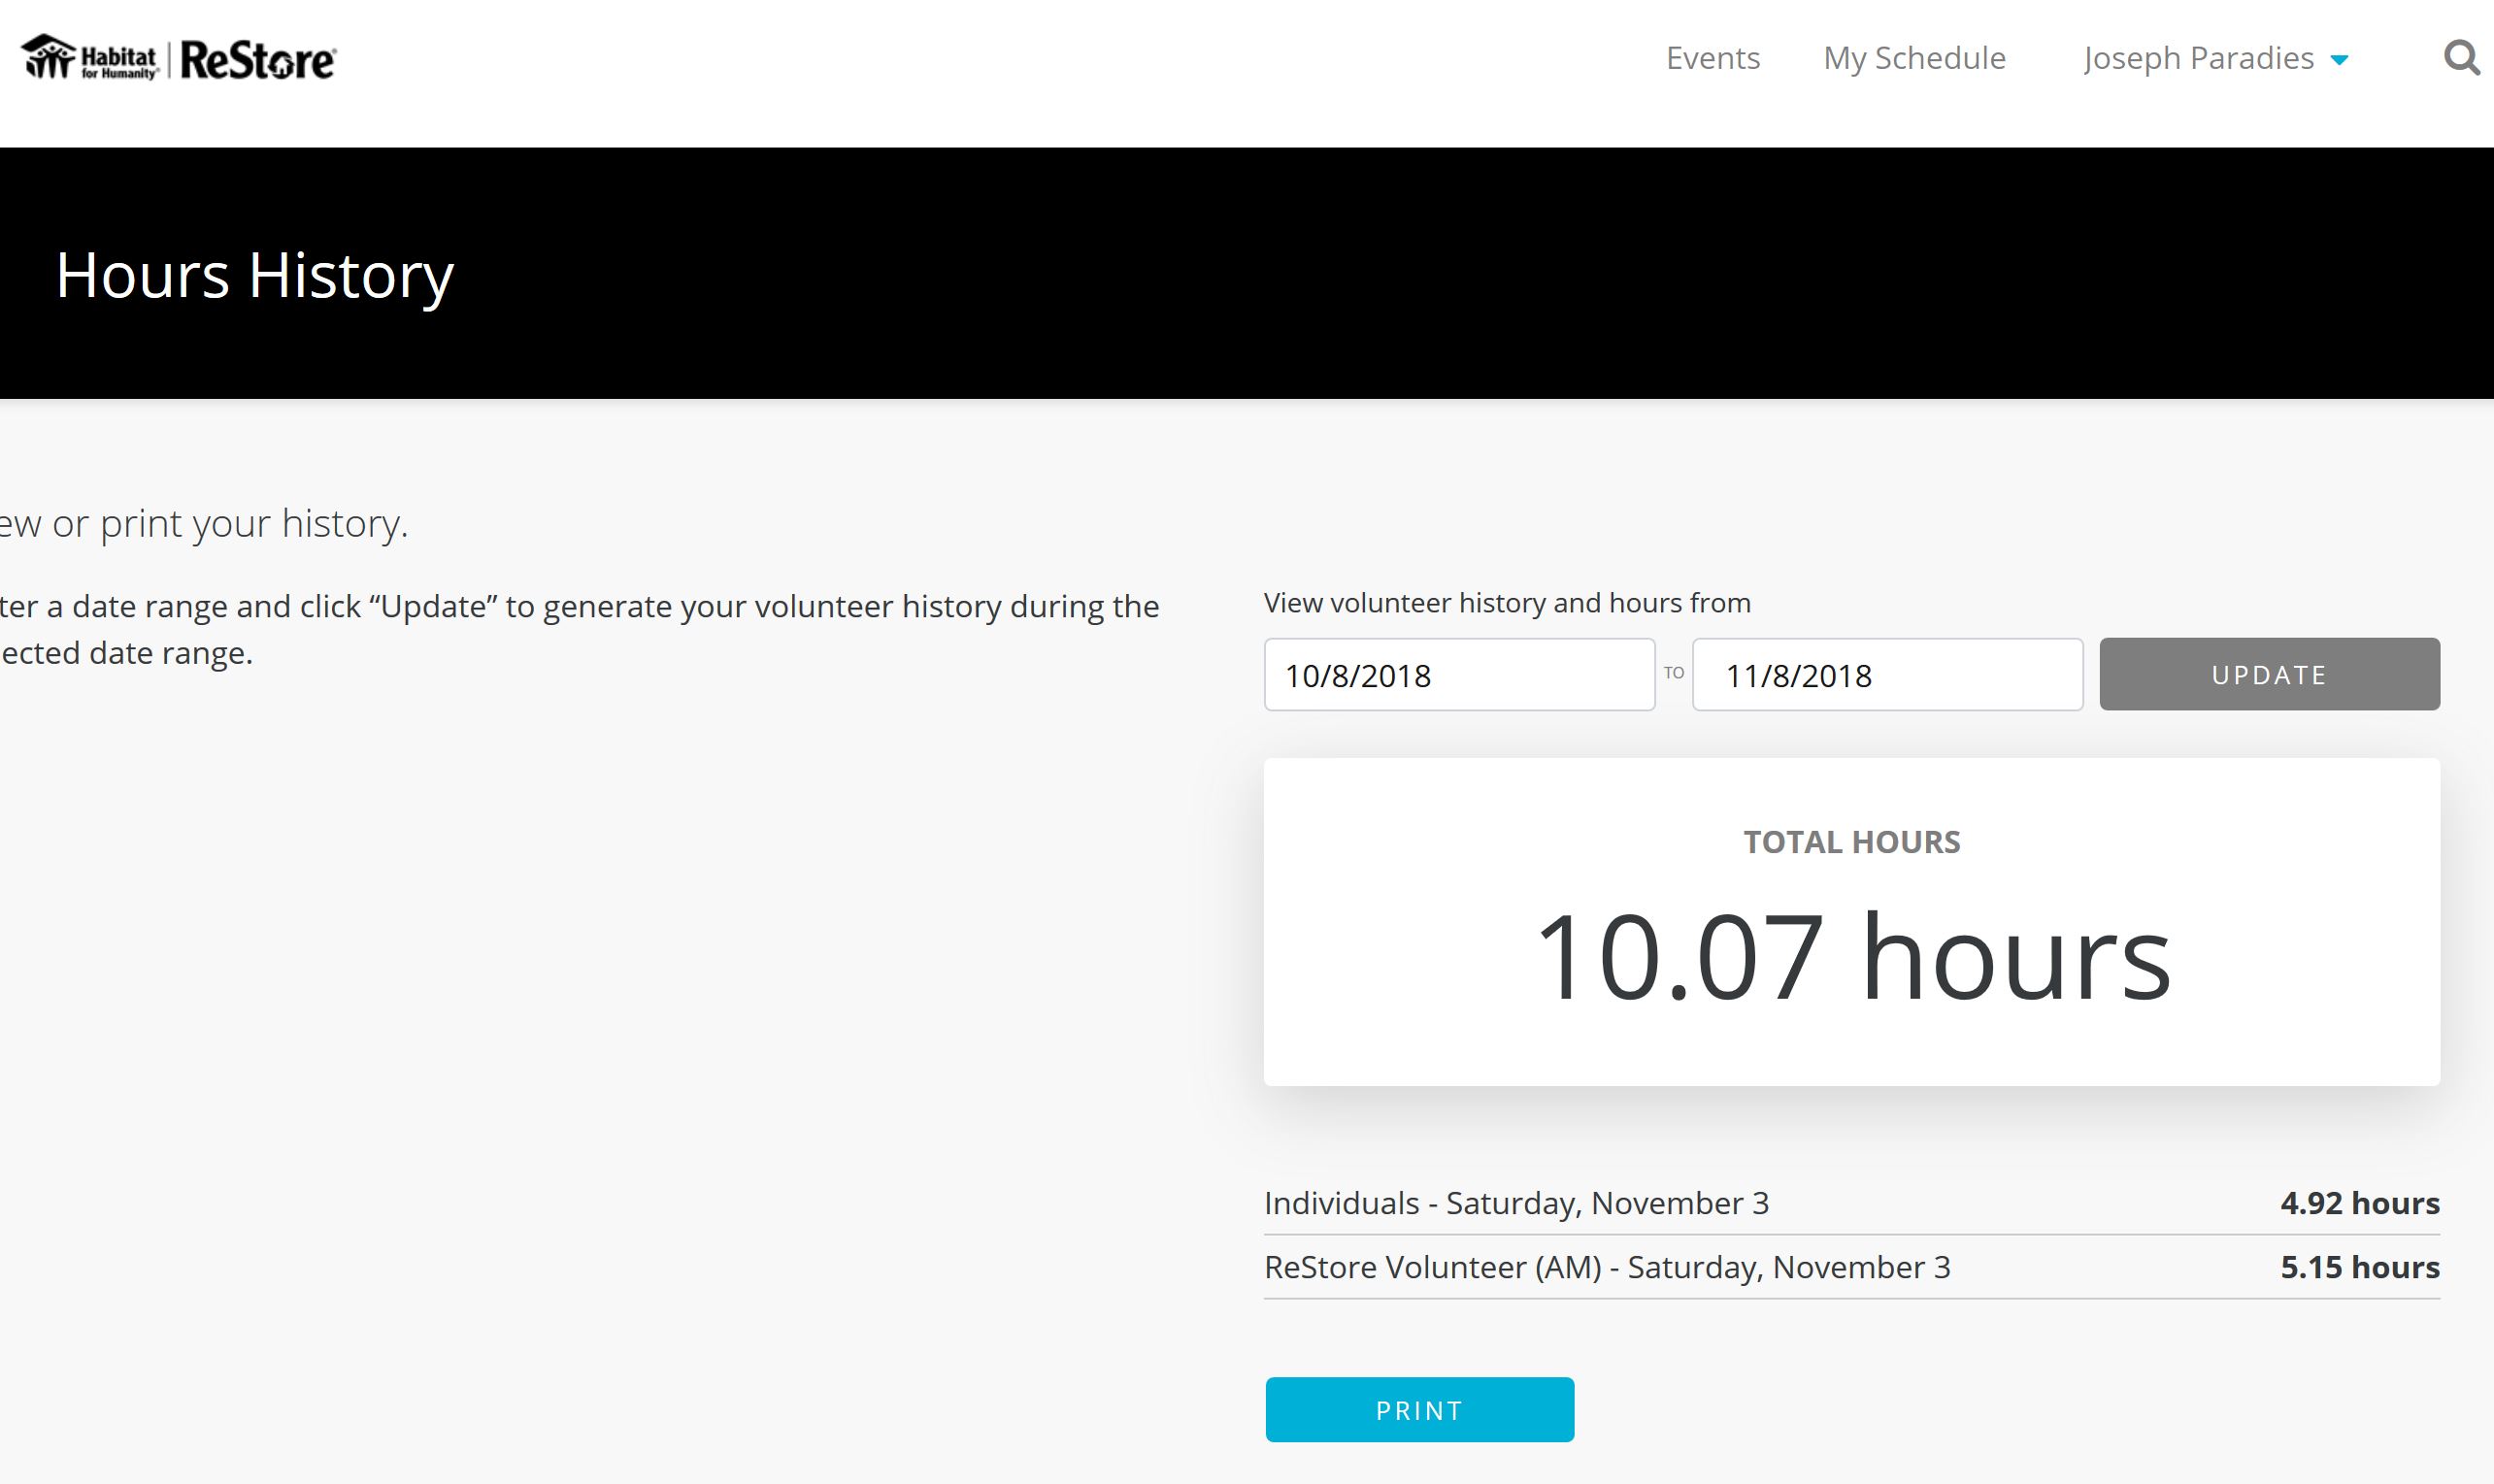 Habitat for Humanity® | ReStore®
Events My Schedule Joseph Paradies
Hours History
ew or print your history.
ter a date range and click “Update” to generate your volunteer history during the
ected date range.
View volunteer history and hours from
10/8/2018 TO 11/8/2018 UPDATE
TOTAL HOURS
10.07 hours
Individuals - Saturday, November 3 4.92 hours
ReStore Volunteer (AM) - Saturday, November 3 5.15 hours
PRINT